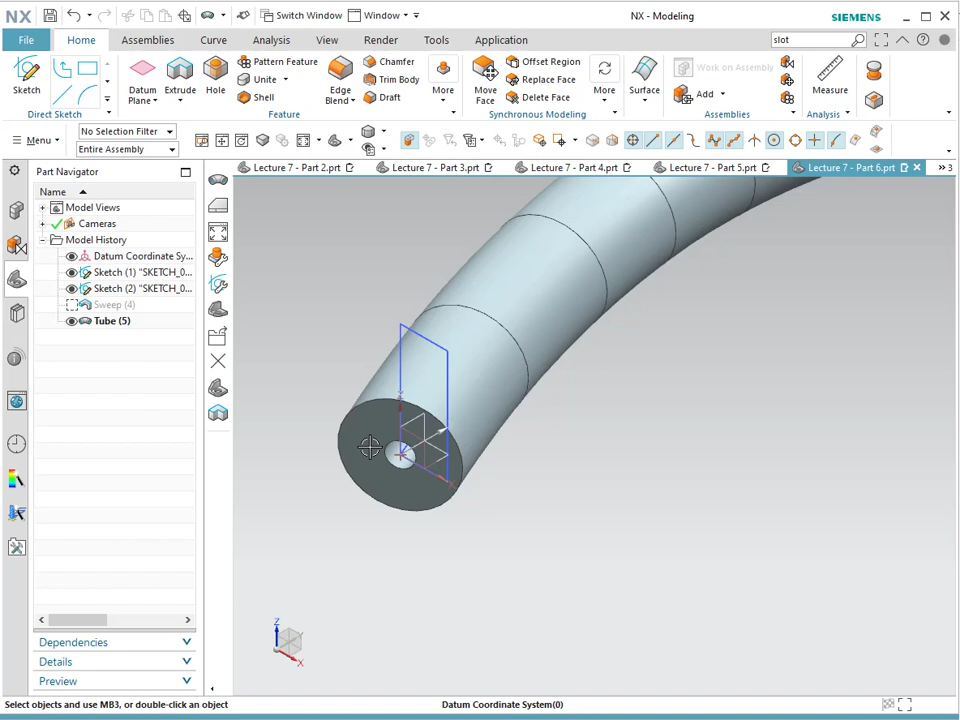 NX
Switch Window
Window
NX - Modeling
SIEMENS
File
Home
Assemblies
Curve
Analysis
View
Render
Tools
Application
slot
Sketch
Direct Sketch
Datum Plane
Extrude
Hole
Pattern Feature
Unite
Shell
Edge Blend
Chamfer
Trim Body
Draft
More
Feature
Move Face
Offset Region
Replace Face
Delete Face
More
Synchronous Modeling
Surface
Work on Assembly
Add
Assemblies
Measure
Analysis
Menu
No Selection Filter
Entire Assembly
Part Navigator
Lecture 7 - Part 2.prt
Lecture 7 - Part 3.prt
Lecture 7 - Part 4.prt
Lecture 7 - Part 5.prt
Lecture 7 - Part 6.prt
3
Name
Model Views
Cameras
Model History
Datum Coordinate Sy...
Sketch (1) "SKETCH_0...
Sketch (2) "SKETCH_0...
Sweep (4)
Tube (5)
Z
X
Dependencies
Details
Preview
Select objects and use MB3, or double-click an object
Datum Coordinate System(0)